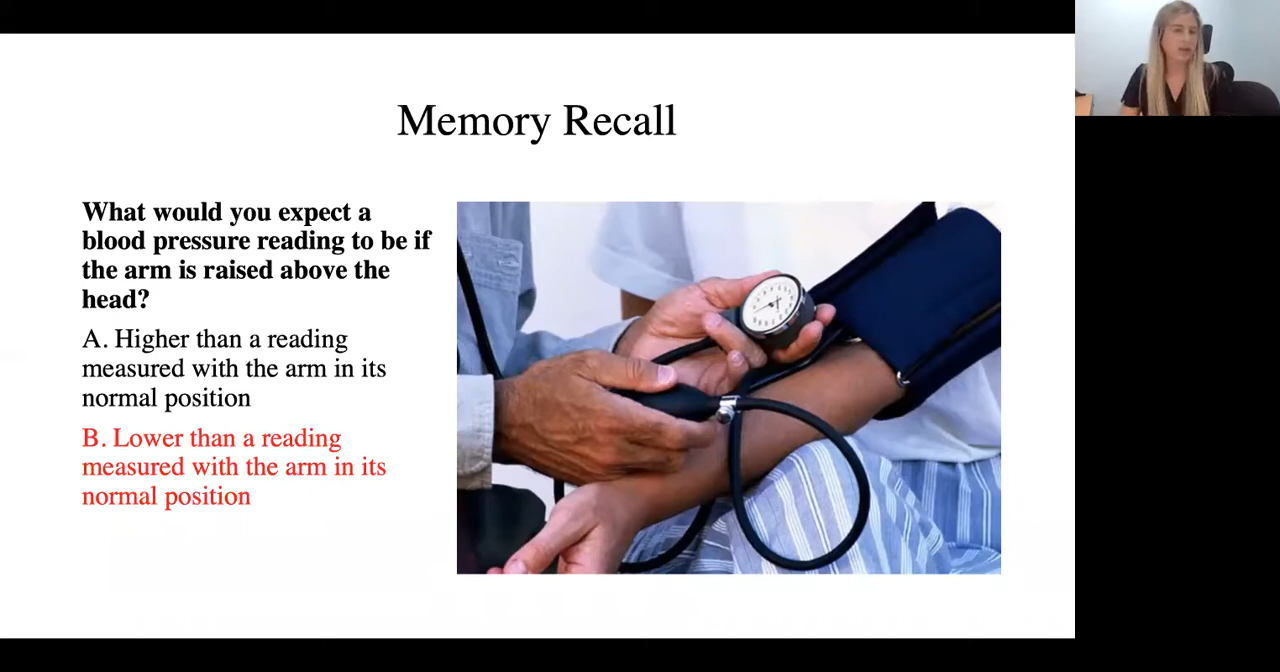 Memory Recall
What would you expect a
blood pressure reading to be if
the arm is raised above the
head?
A. Higher than a reading
measured with the arm in its
normal position
B. Lower than a reading
measured with the arm in its
normal position